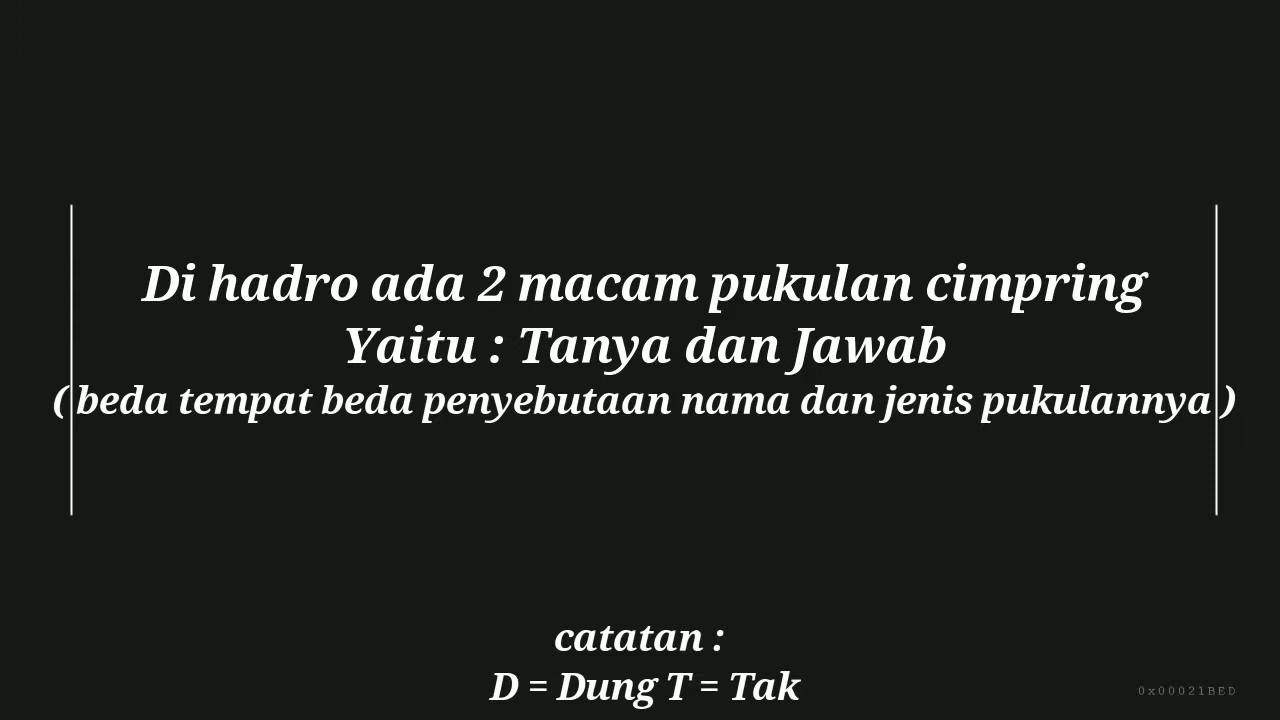 Di hadro ada 2 macam pukulan cimpring
Yaitu : Tanya dan Jawab
( beda tempat beda penyebutaan nama dan jenis pukulannya )
catatan :
D = Dung T = Tak
0x00021BED